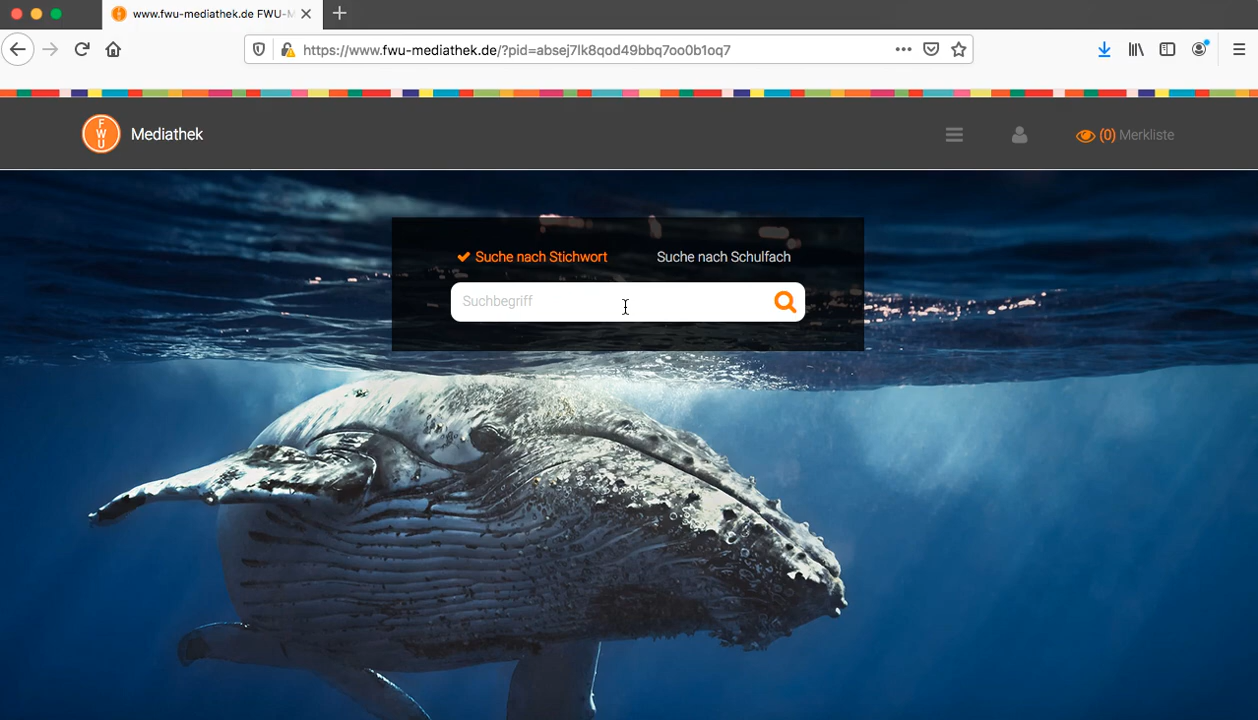 www.fwu-mediathek.de FWU-M
https://www.fwu-mediathek.de/?pid=absej7lk8qod49bbq7oo0b1oq7
FWU Mediathek
(0) Merkliste
Suche nach Stichwort Suche nach Schulfach
Suchbegriff